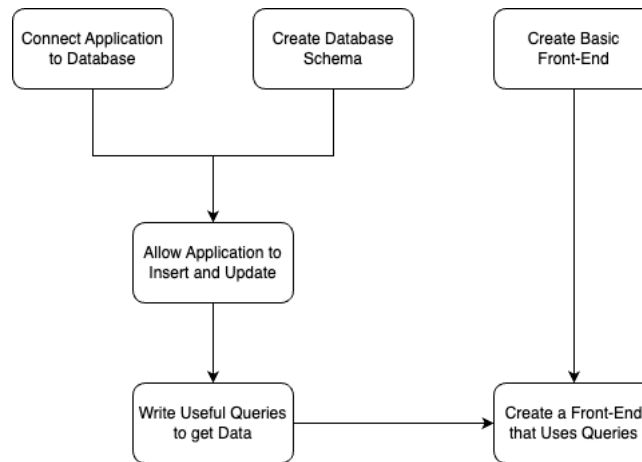 Connect Application
to Database
Create Database
Schema
Create Basic
Front-End
Allow Application to
Insert and Update
Write Useful Queries
to get Data
Create a Front-End
that Uses Queries